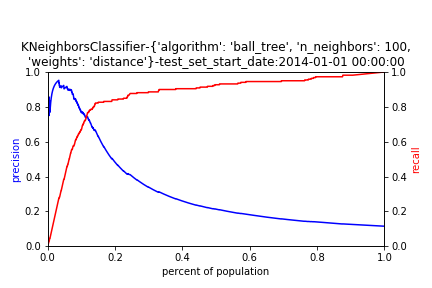 KNeighborsClassifier-{'algorithm': 'ball_tree', 'n_neighbors': 100,
'weights': 'distance'}-test_set_start_date:2014-01-01 00:00:00
1.0 1.0
0.8 0.8
0.6 0.6
precision recall
0.4 0.4
0.2 0.2
0.0 0.0
0.0 0.2 0.4 0.6 0.8 1.0
percent of population